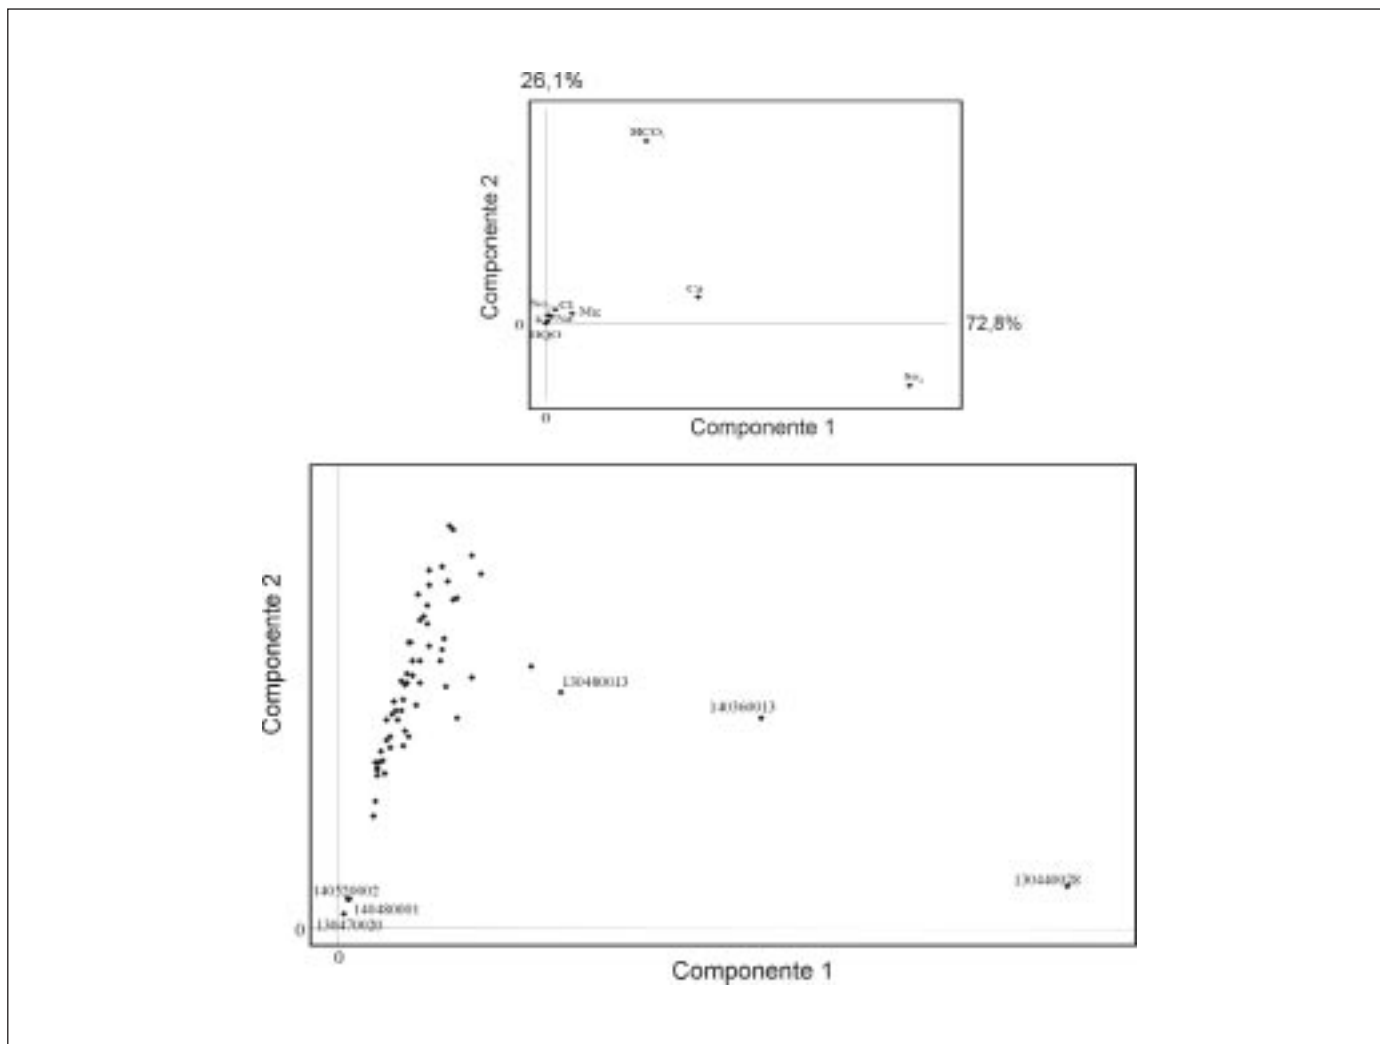 26,1%
Componente 2
HCO₃
Ca
Cl
Mg
0
DQO
72,8%
So₄
0
Componente 1
Componente 2
130480013
140360013
130440028
140520002
140480001
130470020
0
0
Componente 1